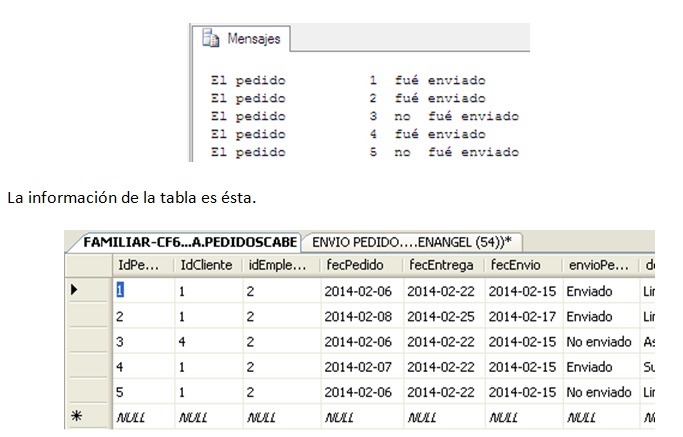 Mensajes
El pedido 1 fué enviado
El pedido 2 fué enviado
El pedido 3 no fué enviado
El pedido 4 fué enviado
El pedido 5 no fué enviado
La información de la tabla es ésta.
FAMILIAR-CF6...A.PEDIDOSCABE ENVIO PEDIDO....ENANGEL (54))*
IdPe... IdCliente idEmple... fecPedido fecEntrega fecEnvio envioPe... de
1 1 2 2014-02-06 2014-02-22 2014-02-15 Enviado Lir
2 1 2 2014-02-08 2014-02-25 2014-02-17 Enviado Lir
3 4 2 2014-02-06 2014-02-22 2014-02-15 No enviado As
4 1 2 2014-02-07 2014-02-22 2014-02-15 Enviado Su
5 1 2 2014-02-06 2014-02-22 2014-02-15 No enviado Lir
NULL NULL NULL NULL NULL NULL NULL NU